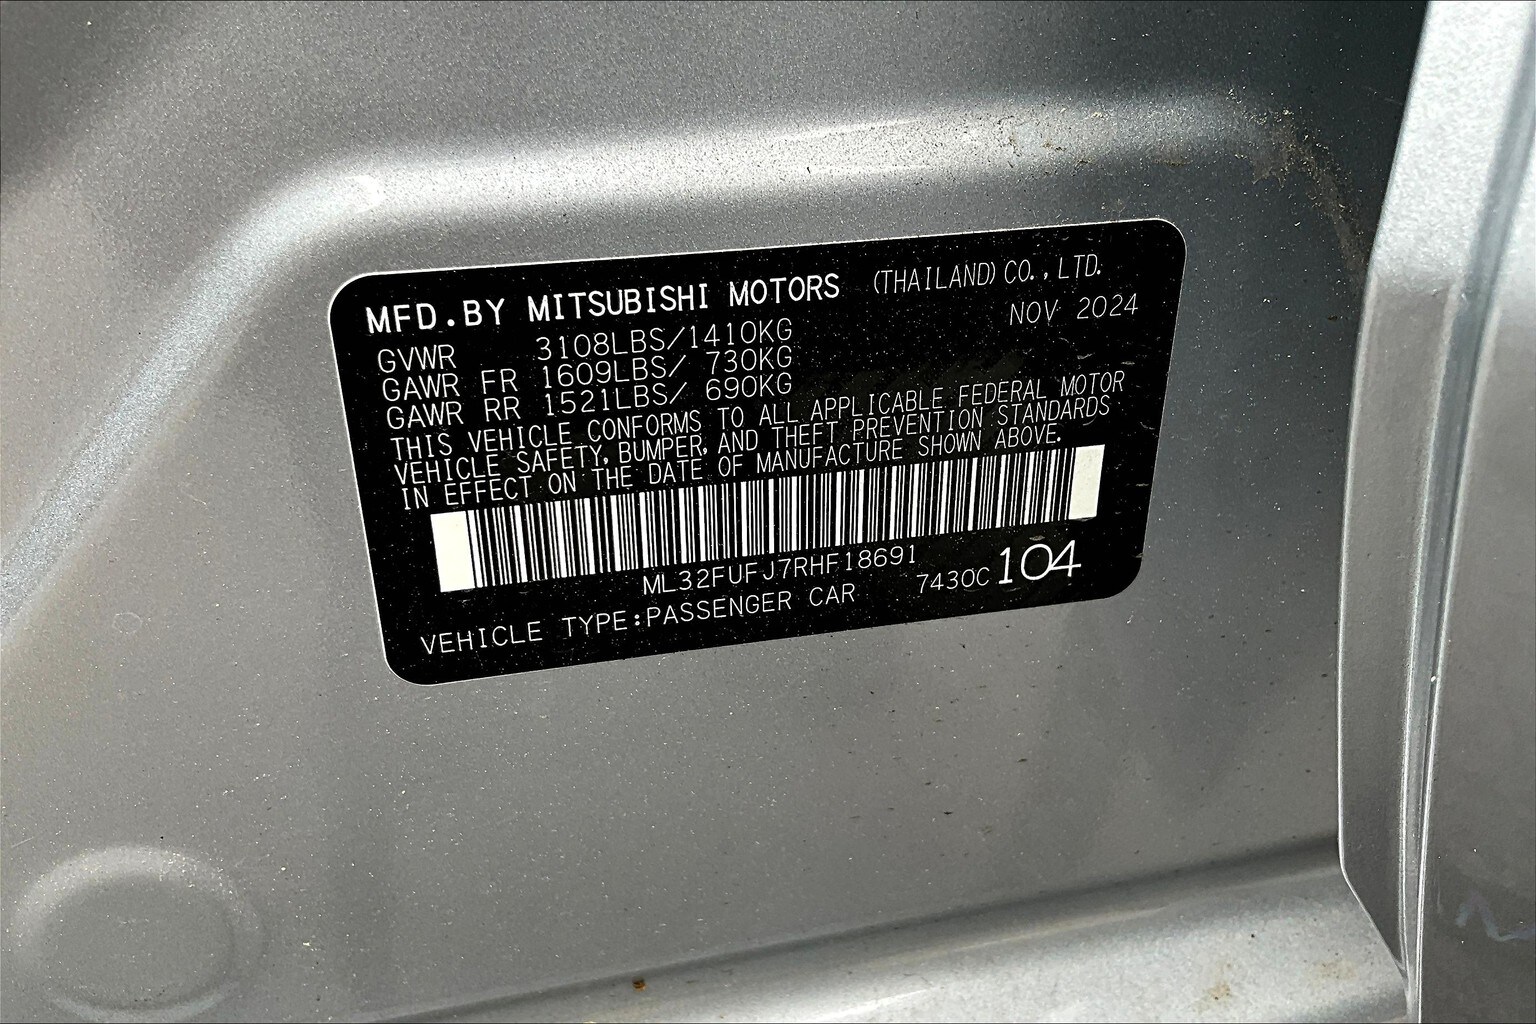 MFD.BY MITSUBISHI MOTORS (THAILAND) CO.,LTD.
NOV 2024
GVWR 3108LBS/1410KG
GAWR FR 1609LBS/ 730KG
GAWR RR 1521LBS/ 690KG
THIS VEHICLE CONFORMS TO ALL APPLICABLE FEDERAL MOTOR
VEHICLE SAFETY, BUMPER, AND THEFT PREVENTION STANDARDS
IN EFFECT ON THE DATE OF MANUFACTURE SHOWN ABOVE.
ML32FUFJ7RHF18691
VEHICLE TYPE:PASSENGER CAR 7430C 104